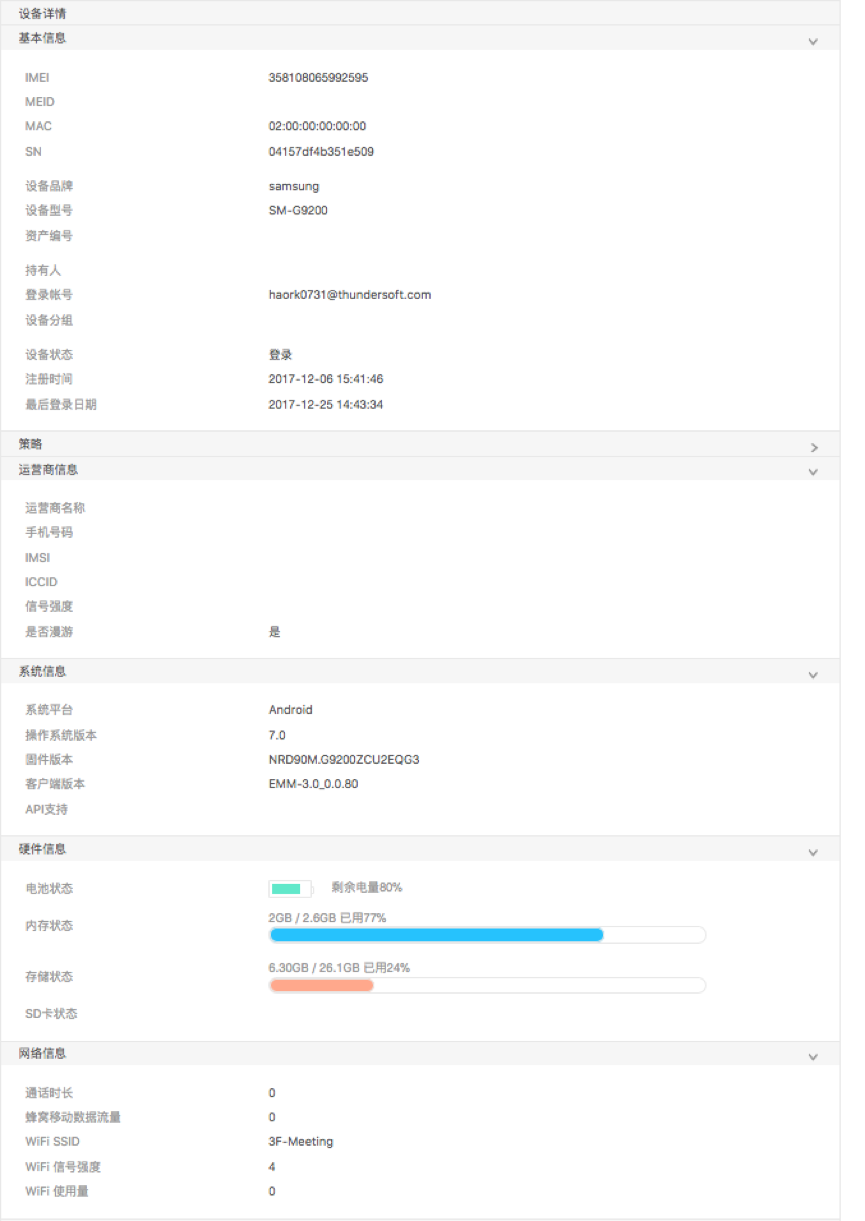 设备详情
基本信息
IMEI 358108065992595
MEID
MAC 02:00:00:00:00:00
SN 04157df4b351e509
设备品牌 samsung
设备型号 SM-G9200
资产编号
持有人
登录帐号 haork0731@thundersoft.com
设备分组
设备状态 登录
注册时间 2017-12-06 15:41:46
最后登录日期 2017-12-25 14:43:34
策略
运营商信息
运营商名称
手机号码
IMSI
ICCID
信号强度
是否漫游 是
系统信息
系统平台 Android
操作系统版本 7.0
固件版本 NRD90M.G9200ZCU2EQG3
客户端版本 EMM-3.0_0.0.80
API支持
硬件信息
电池状态 剩余电量80%
内存状态 2GB / 2.6GB 已用77%
存储状态 6.30GB / 26.1GB 已用24%
SD卡状态
网络信息
通话时长 0
蜂窝移动数据流量 0
WiFi SSID 3F-Meeting
WiFi 信号强度 4
WiFi 使用量 0